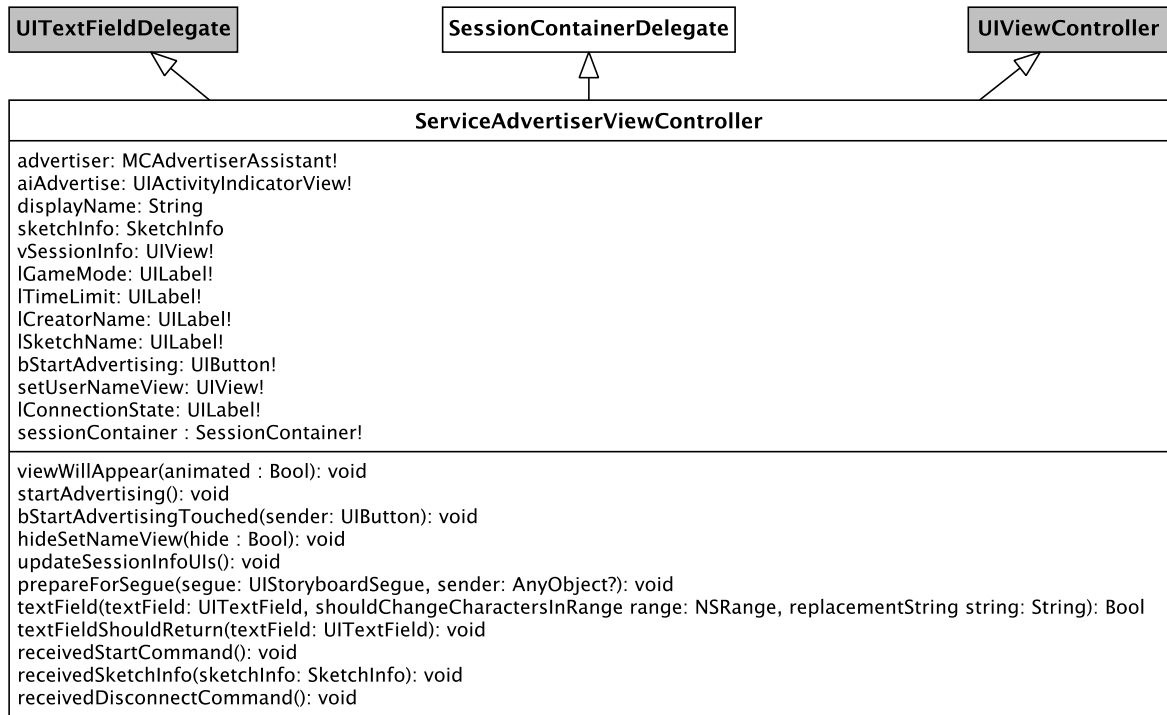 UITextFieldDelegate
SessionContainerDelegate
UIViewController
ServiceAdvertiserViewController
advertiser: MCAdvertiserAssistant!
aiAdvertise: UIActivityIndicatorView!
displayName: String
sketchInfo: SketchInfo
vSessionInfo: UIView!
lGameMode: UILabel!
lTimeLimit: UILabel!
lCreatorName: UILabel!
lSketchName: UILabel!
bStartAdvertising: UIButton!
setUserNameView: UIView!
lConnectionState: UILabel!
sessionContainer : SessionContainer!
viewWillAppear(animated : Bool): void
startAdvertising(): void
bStartAdvertisingTouched(sender: UIButton): void
hideSetNameView(hide : Bool): void
updateSessionInfoUIs(): void
prepareForSegue(segue: UIStoryboardSegue, sender: AnyObject?): void
textField(textField: UITextField, shouldChangeCharactersInRange range: NSRange, replacementString string: String): Bool
textFieldShouldReturn(textField: UITextField): void
receivedStartCommand(): void
receivedSketchInfo(sketchInfo: SketchInfo): void
receivedDisconnectCommand(): void